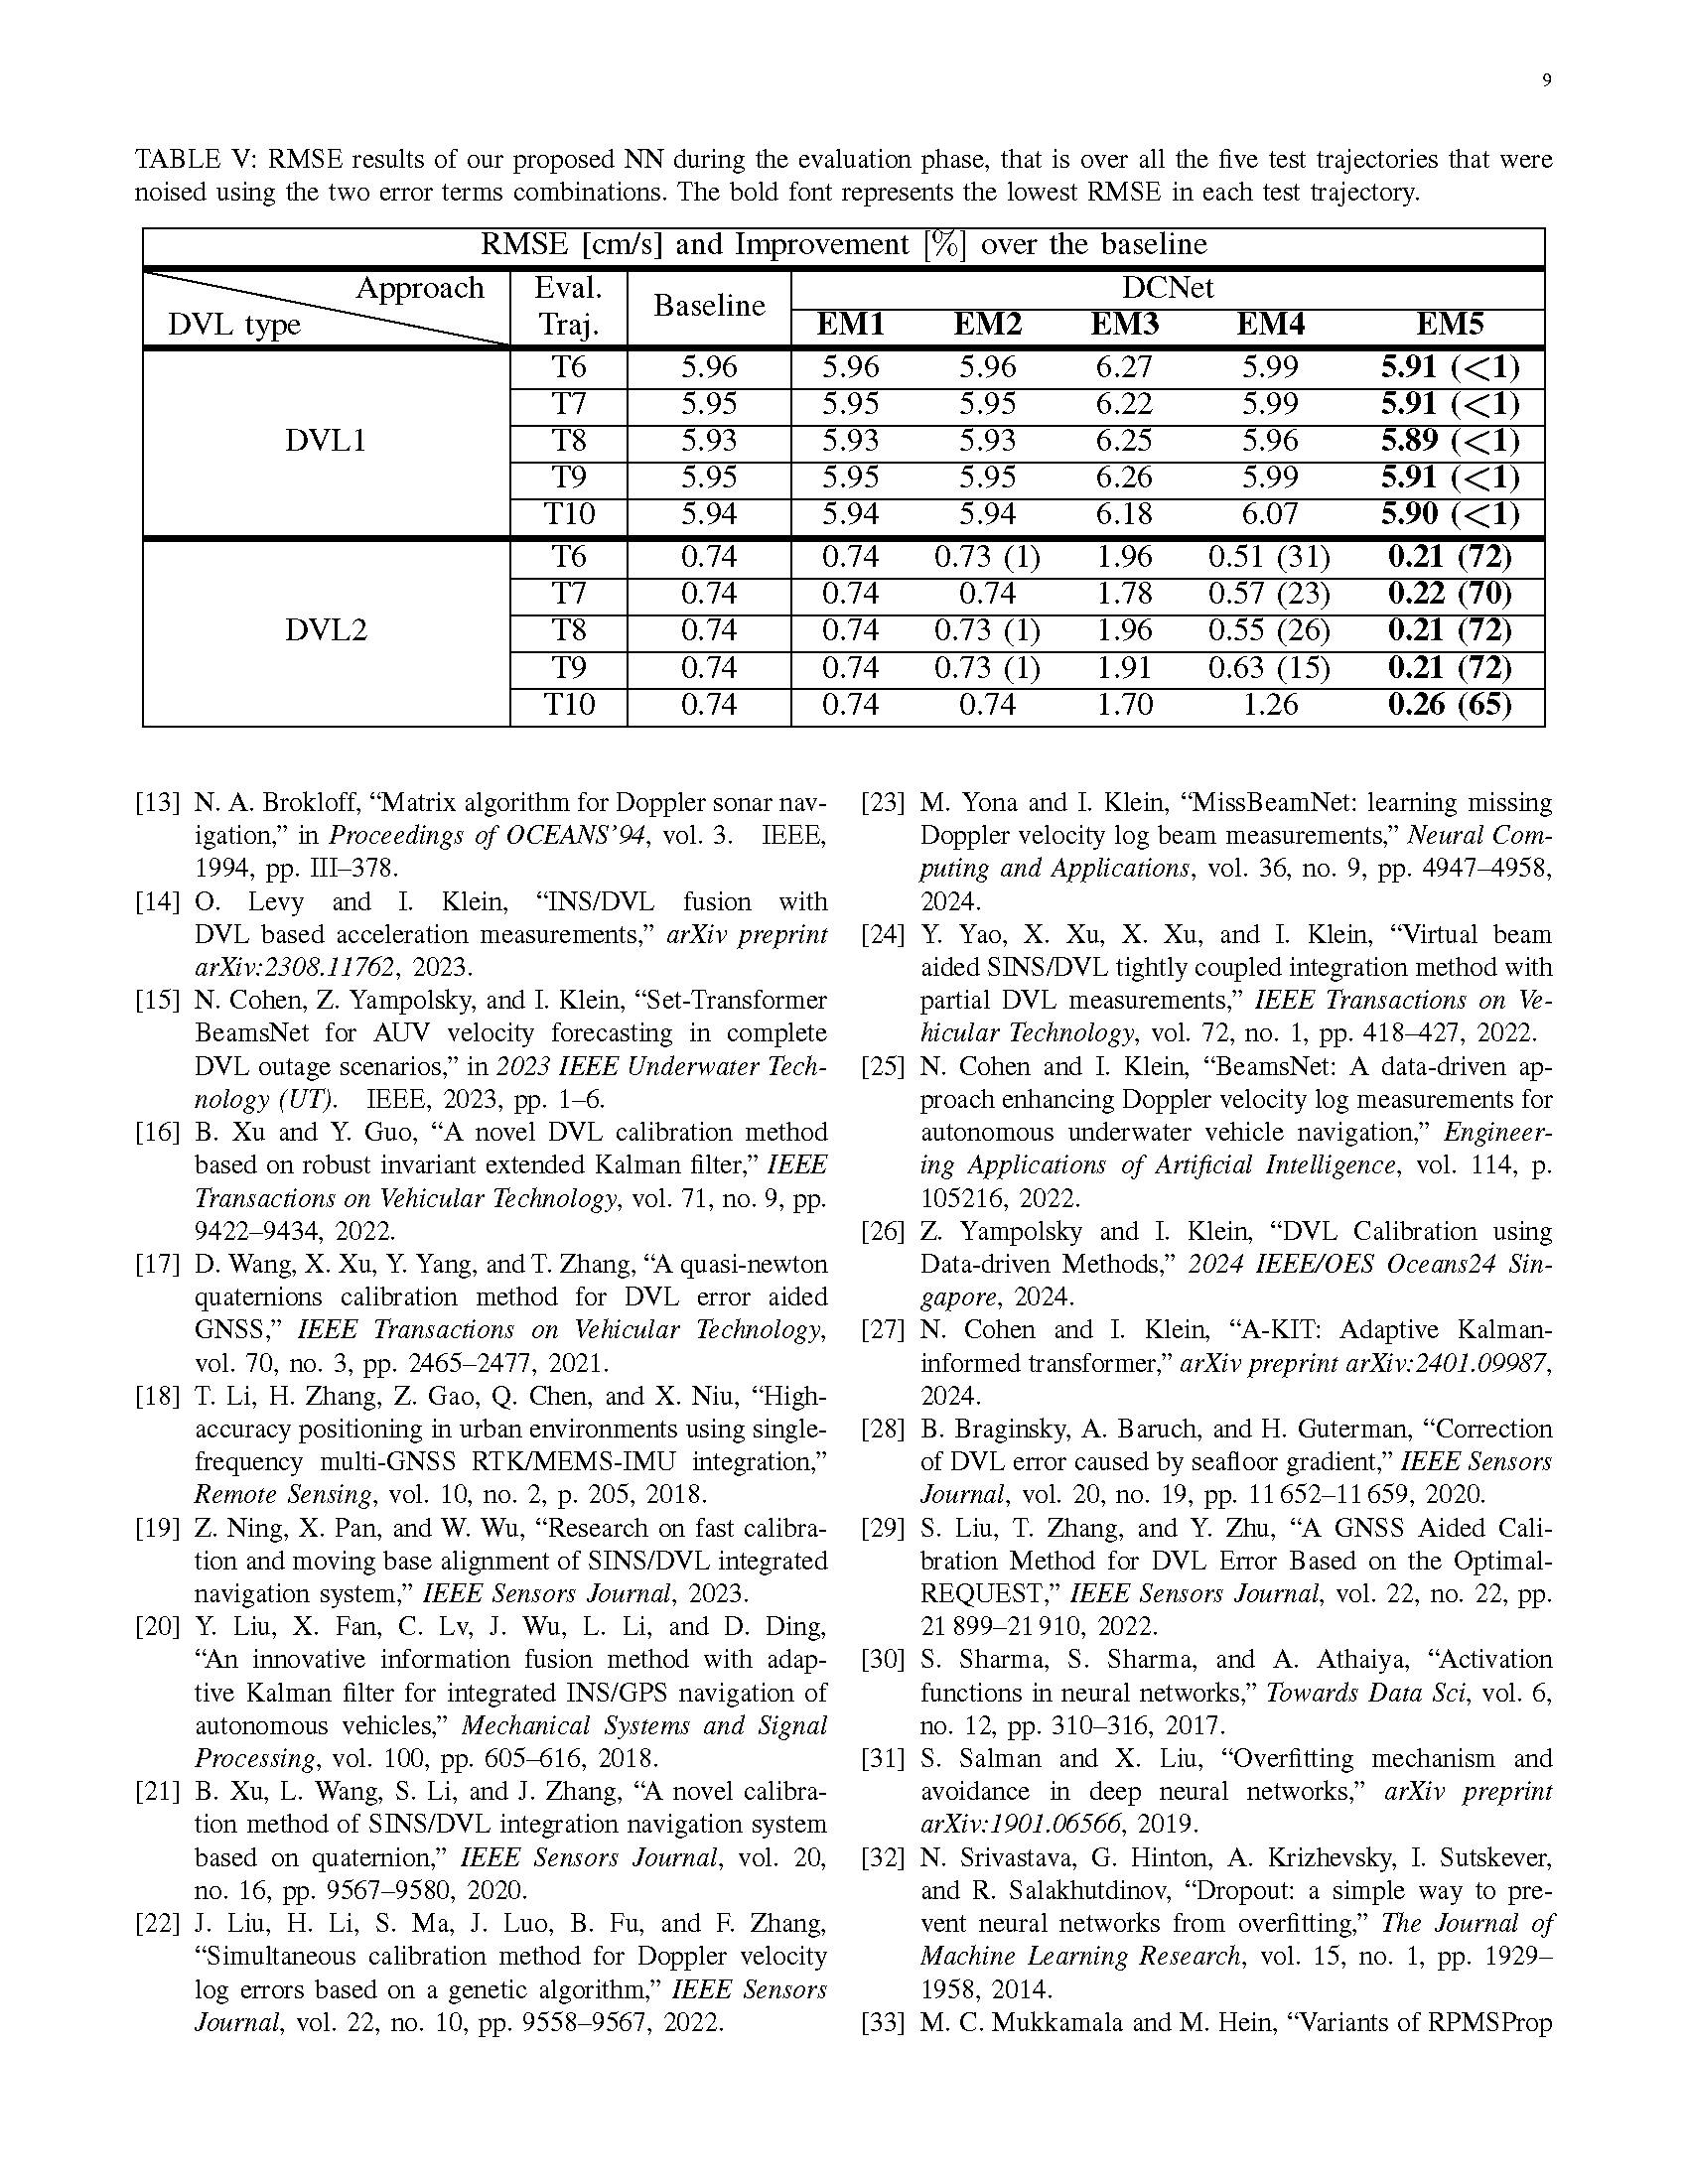 9
TABLE V: RMSE results of our proposed NN during the evaluation phase, that is over all the five test trajectories that were
noised using the two error terms combinations. The bold font represents the lowest RMSE in each test trajectory.
RMSE [cm/s] and Improvement [%] over the baseline
Approach
DVL type
Eval.
Traj.
Baseline
DCNet
EM1 EM2 EM3 EM4 EM5
DVL1
T6 5.96 5.96 5.96 6.27 5.99 5.91 (<1)
T7 5.95 5.95 5.95 6.22 5.99 5.91 (<1)
T8 5.93 5.93 5.93 6.25 5.96 5.89 (<1)
T9 5.95 5.95 5.95 6.26 5.99 5.91 (<1)
T10 5.94 5.94 5.94 6.18 6.07 5.90 (<1)
DVL2
T6 0.74 0.74 0.73 (1) 1.96 0.51 (31) 0.21 (72)
T7 0.74 0.74 0.74 1.78 0.57 (23) 0.22 (70)
T8 0.74 0.74 0.73 (1) 1.96 0.55 (26) 0.21 (72)
T9 0.74 0.74 0.73 (1) 1.91 0.63 (15) 0.21 (72)
T10 0.74 0.74 0.74 1.70 1.26 0.26 (65)
[13] N. A. Brokloff, “Matrix algorithm for Doppler sonar nav-
igation,” in Proceedings of OCEANS’94, vol. 3. IEEE,
1994, pp. III–378.
[14] O. Levy and I. Klein, “INS/DVL fusion with
DVL based acceleration measurements,” arXiv preprint
arXiv:2308.11762, 2023.
[15] N. Cohen, Z. Yampolsky, and I. Klein, “Set-Transformer
BeamsNet for AUV velocity forecasting in complete
DVL outage scenarios,” in 2023 IEEE Underwater Tech-
nology (UT). IEEE, 2023, pp. 1–6.
[16] B. Xu and Y. Guo, “A novel DVL calibration method
based on robust invariant extended Kalman filter,” IEEE
Transactions on Vehicular Technology, vol. 71, no. 9, pp.
9422–9434, 2022.
[17] D. Wang, X. Xu, Y. Yang, and T. Zhang, “A quasi-newton
quaternions calibration method for DVL error aided
GNSS,” IEEE Transactions on Vehicular Technology,
vol. 70, no. 3, pp. 2465–2477, 2021.
[18] T. Li, H. Zhang, Z. Gao, Q. Chen, and X. Niu, “High-
accuracy positioning in urban environments using single-
frequency multi-GNSS RTK/MEMS-IMU integration,”
Remote Sensing, vol. 10, no. 2, p. 205, 2018.
[19] Z. Ning, X. Pan, and W. Wu, “Research on fast calibra-
tion and moving base alignment of SINS/DVL integrated
navigation system,” IEEE Sensors Journal, 2023.
[20] Y. Liu, X. Fan, C. Lv, J. Wu, L. Li, and D. Ding,
“An innovative information fusion method with adap-
tive Kalman filter for integrated INS/GPS navigation of
autonomous vehicles,” Mechanical Systems and Signal
Processing, vol. 100, pp. 605–616, 2018.
[21] B. Xu, L. Wang, S. Li, and J. Zhang, “A novel calibra-
tion method of SINS/DVL integration navigation system
based on quaternion,” IEEE Sensors Journal, vol. 20,
no. 16, pp. 9567–9580, 2020.
[22] J. Liu, H. Li, S. Ma, J. Luo, B. Fu, and F. Zhang,
“Simultaneous calibration method for Doppler velocity
log errors based on a genetic algorithm,” IEEE Sensors
Journal, vol. 22, no. 10, pp. 9558–9567, 2022.
[23] M. Yona and I. Klein, “MissBeamNet: learning missing
Doppler velocity log beam measurements,” Neural Com-
puting and Applications, vol. 36, no. 9, pp. 4947–4958,
2024.
[24] Y. Yao, X. Xu, X. Xu, and I. Klein, “Virtual beam
aided SINS/DVL tightly coupled integration method with
partial DVL measurements,” IEEE Transactions on Ve-
hicular Technology, vol. 72, no. 1, pp. 418–427, 2022.
[25] N. Cohen and I. Klein, “BeamsNet: A data-driven ap-
proach enhancing Doppler velocity log measurements for
autonomous underwater vehicle navigation,” Engineer-
ing Applications of Artificial Intelligence, vol. 114, p.
105216, 2022.
[26] Z. Yampolsky and I. Klein, “DVL Calibration using
Data-driven Methods,” 2024 IEEE/OES Oceans24 Sin-
gapore, 2024.
[27] N. Cohen and I. Klein, “A-KIT: Adaptive Kalman-
informed transformer,” arXiv preprint arXiv:2401.09987,
2024.
[28] B. Braginsky, A. Baruch, and H. Guterman, “Correction
of DVL error caused by seafloor gradient,” IEEE Sensors
Journal, vol. 20, no. 19, pp. 11 652–11 659, 2020.
[29] S. Liu, T. Zhang, and Y. Zhu, “A GNSS Aided Cali-
bration Method for DVL Error Based on the Optimal-
REQUEST,” IEEE Sensors Journal, vol. 22, no. 22, pp.
21 899–21 910, 2022.
[30] S. Sharma, S. Sharma, and A. Athaiya, “Activation
functions in neural networks,” Towards Data Sci, vol. 6,
no. 12, pp. 310–316, 2017.
[31] S. Salman and X. Liu, “Overfitting mechanism and
avoidance in deep neural networks,” arXiv preprint
arXiv:1901.06566, 2019.
[32] N. Srivastava, G. Hinton, A. Krizhevsky, I. Sutskever,
and R. Salakhutdinov, “Dropout: a simple way to pre-
vent neural networks from overfitting,” The Journal of
Machine Learning Research, vol. 15, no. 1, pp. 1929–
1958, 2014.
[33] M. C. Mukkamala and M. Hein, “Variants of RPMSProp